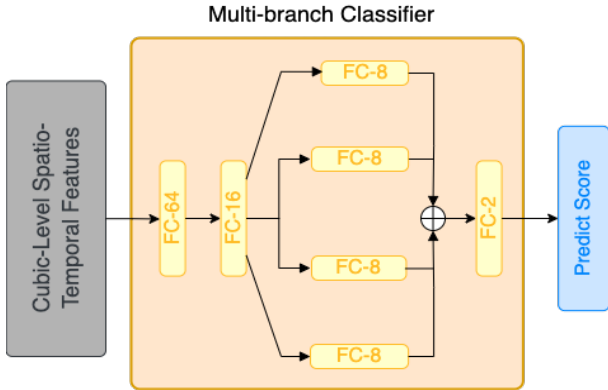 Multi-branch Classifier
Cubic-Level Spatio-
Temporal Features
FC-64
FC-16
FC-8
FC-8
FC-8
FC-8
FC-2
Predict Score